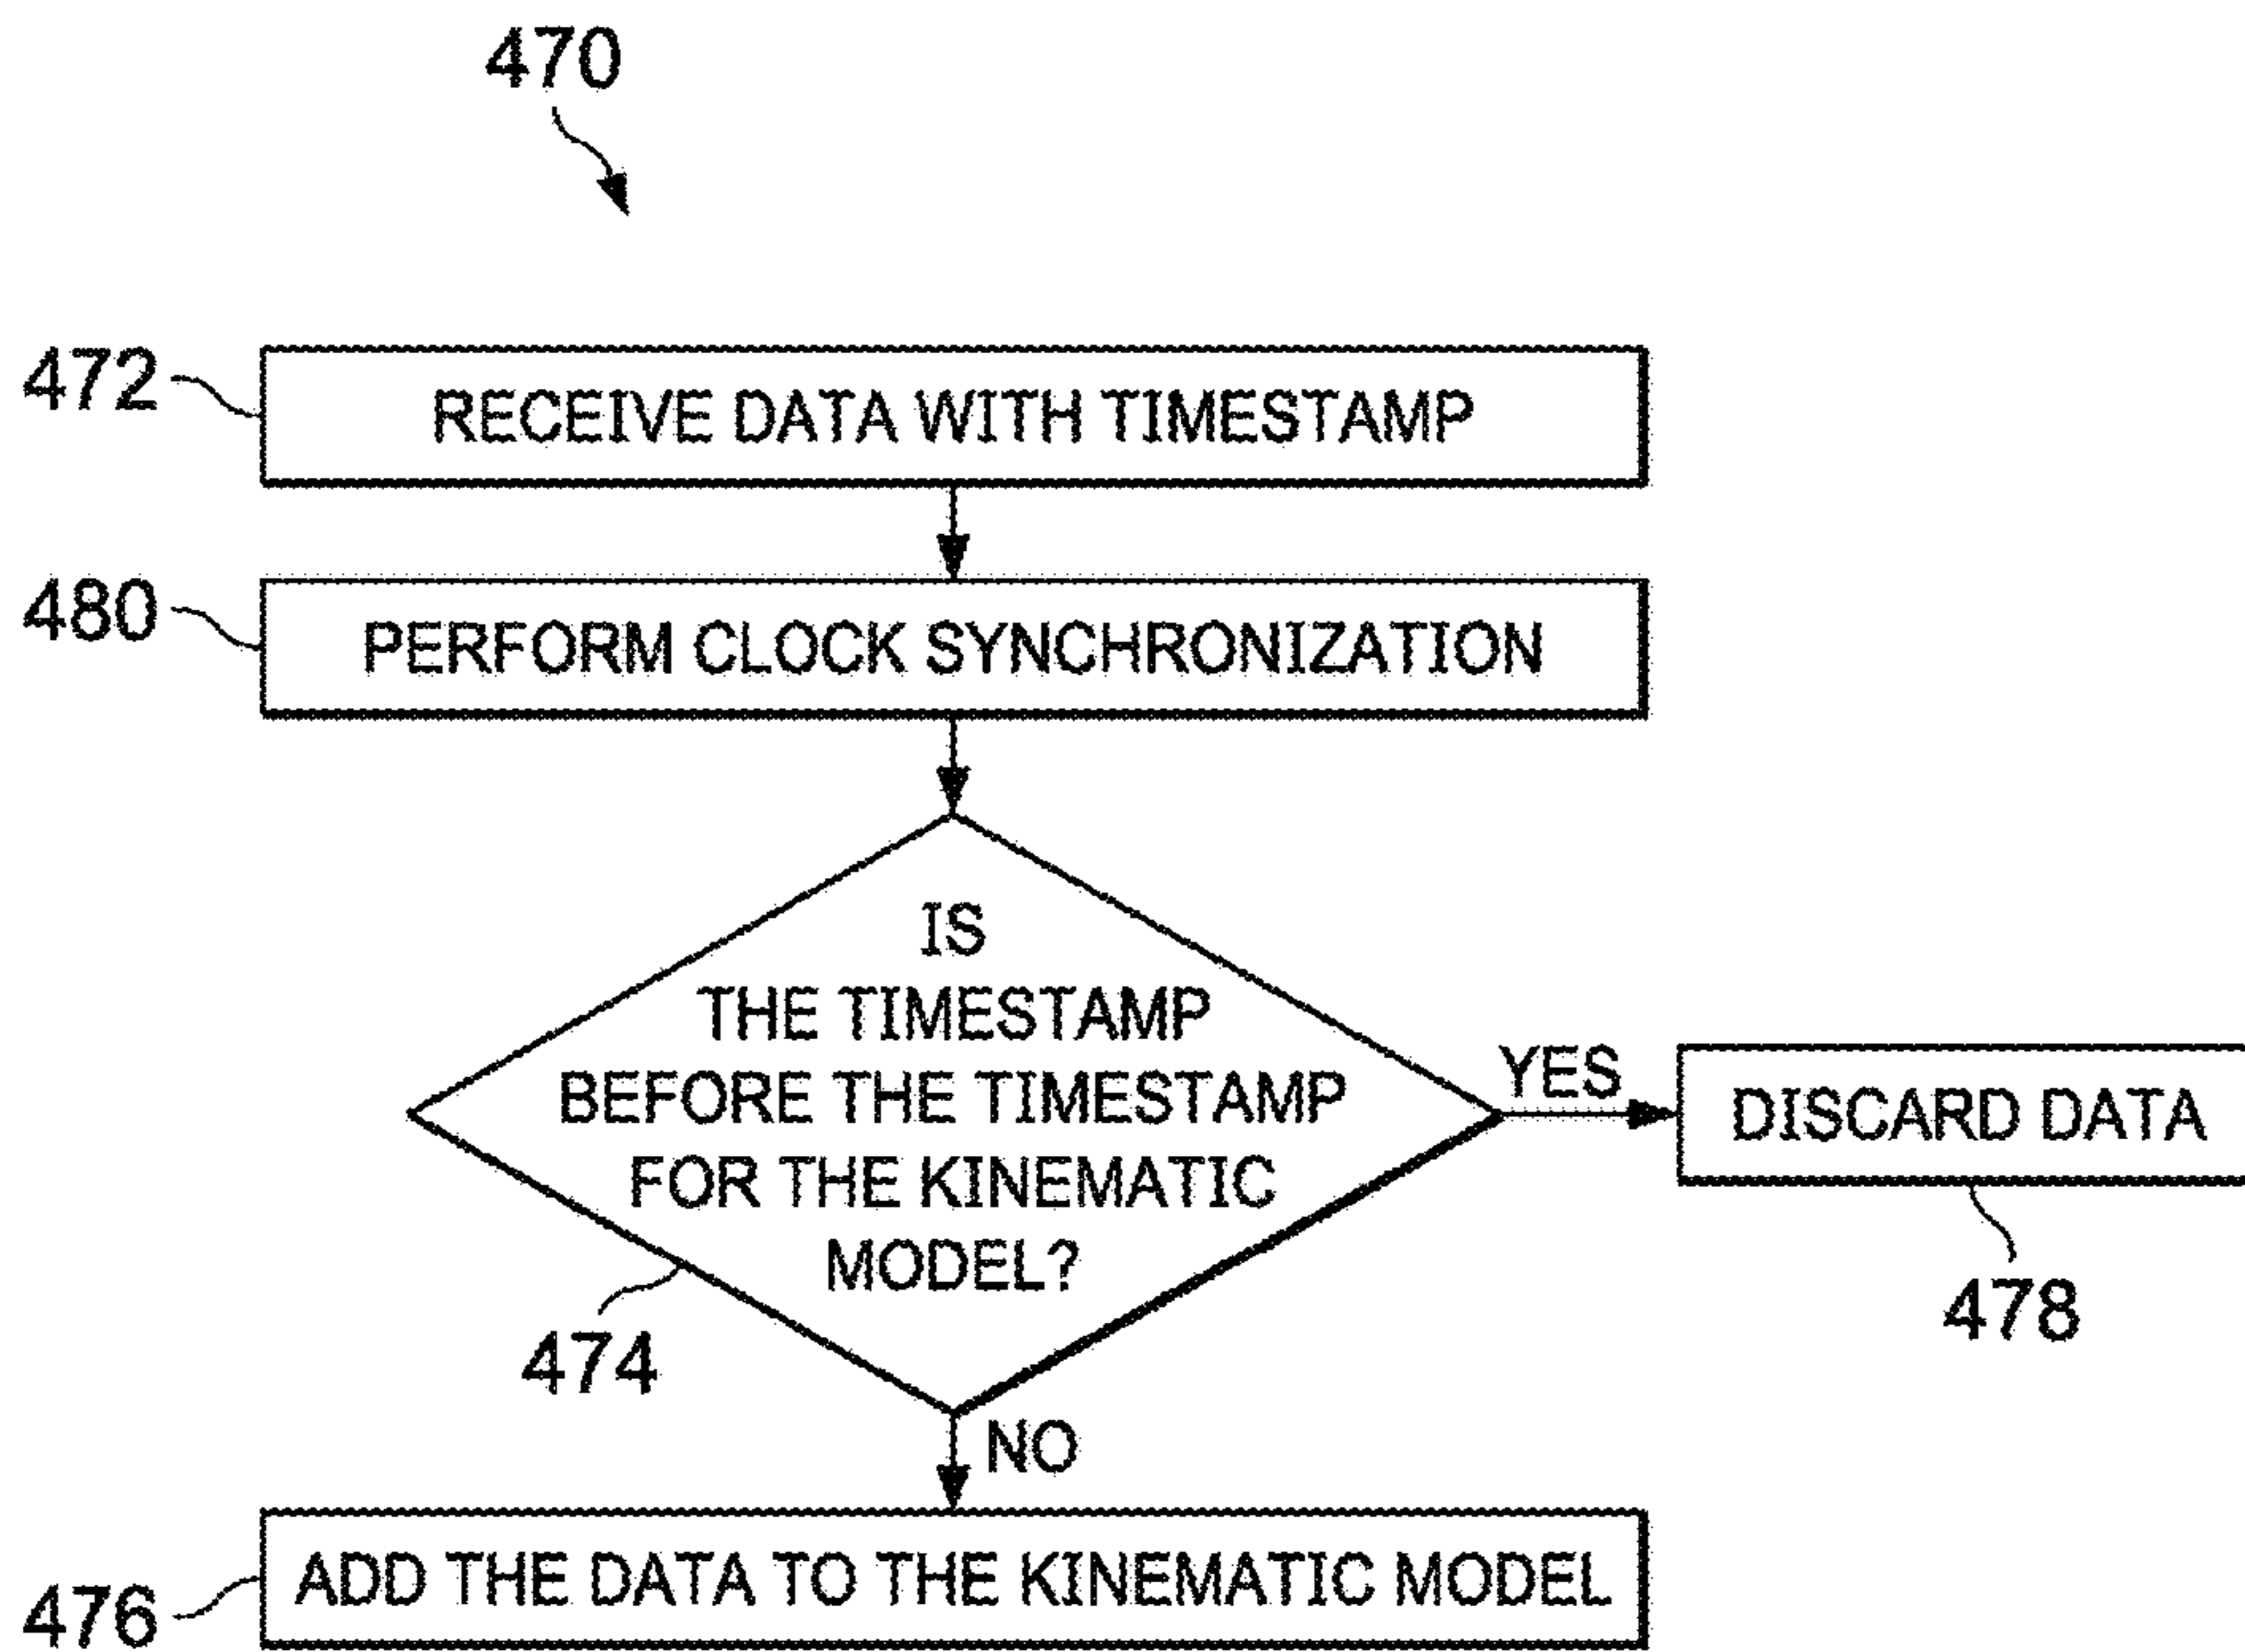 470
472
RECEIVE DATA WITH TIMESTAMP
480
PERFORM CLOCK SYNCHRONIZATION
IS
THE TIMESTAMP
BEFORE THE TIMESTAMP
FOR THE KINEMATIC
MODEL?
YES
DISCARD DATA
478
474
NO
476
ADD THE DATA TO THE KINEMATIC MODEL